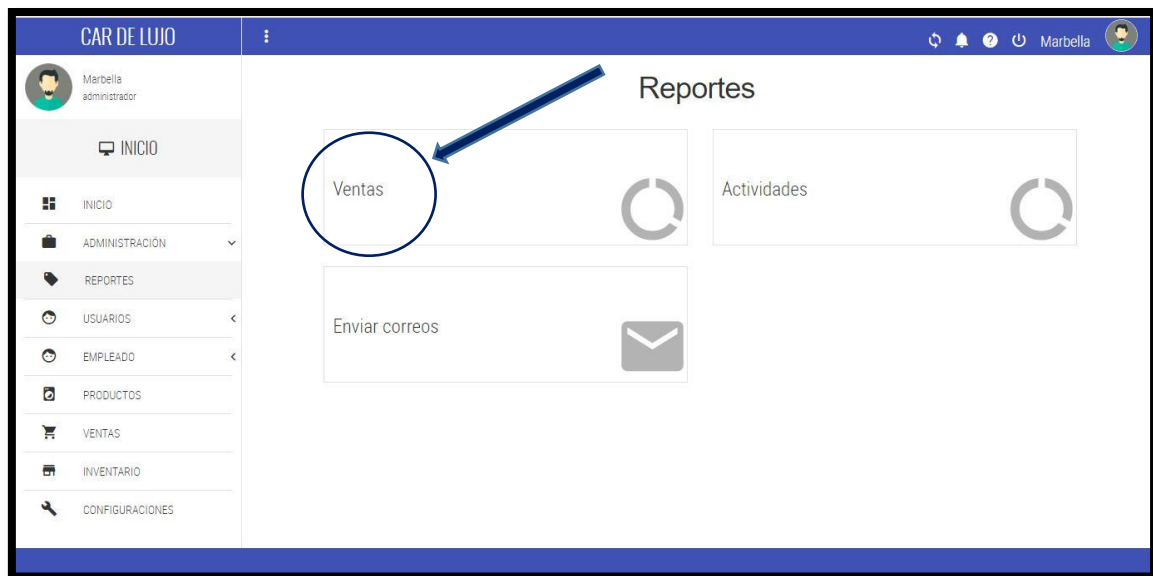 CAR DE LUJO
Marbella
Marbella
administrador
INICIO
INICIO
ADMINISTRACIÓN
REPORTES
USUARIOS
EMPLEADO
PRODUCTOS
VENTAS
INVENTARIO
CONFIGURACIONES
Reportes
Ventas
Actividades
Enviar correos